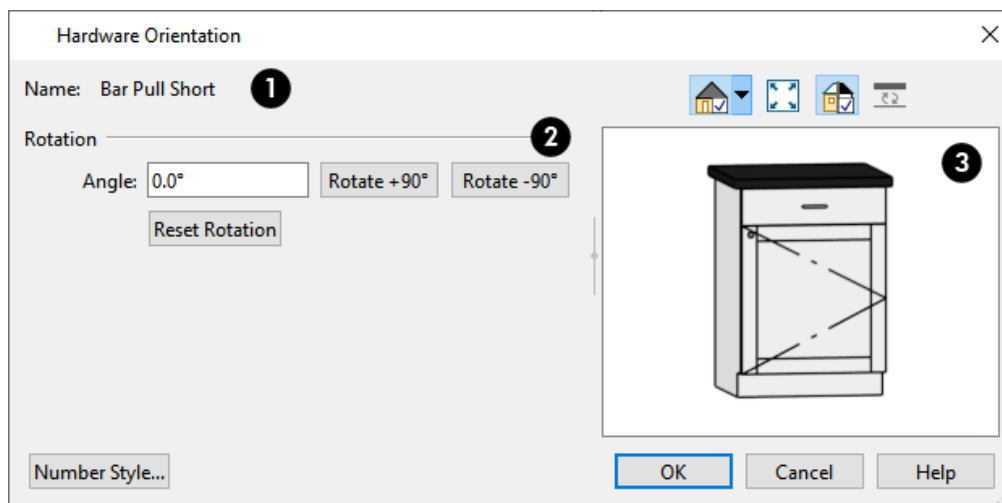 Hardware Orientation
Name: Bar Pull Short 1
Rotation 2
Angle: 0.0° Rotate +90° Rotate -90°
Reset Rotation
3
Number Style... OK Cancel Help